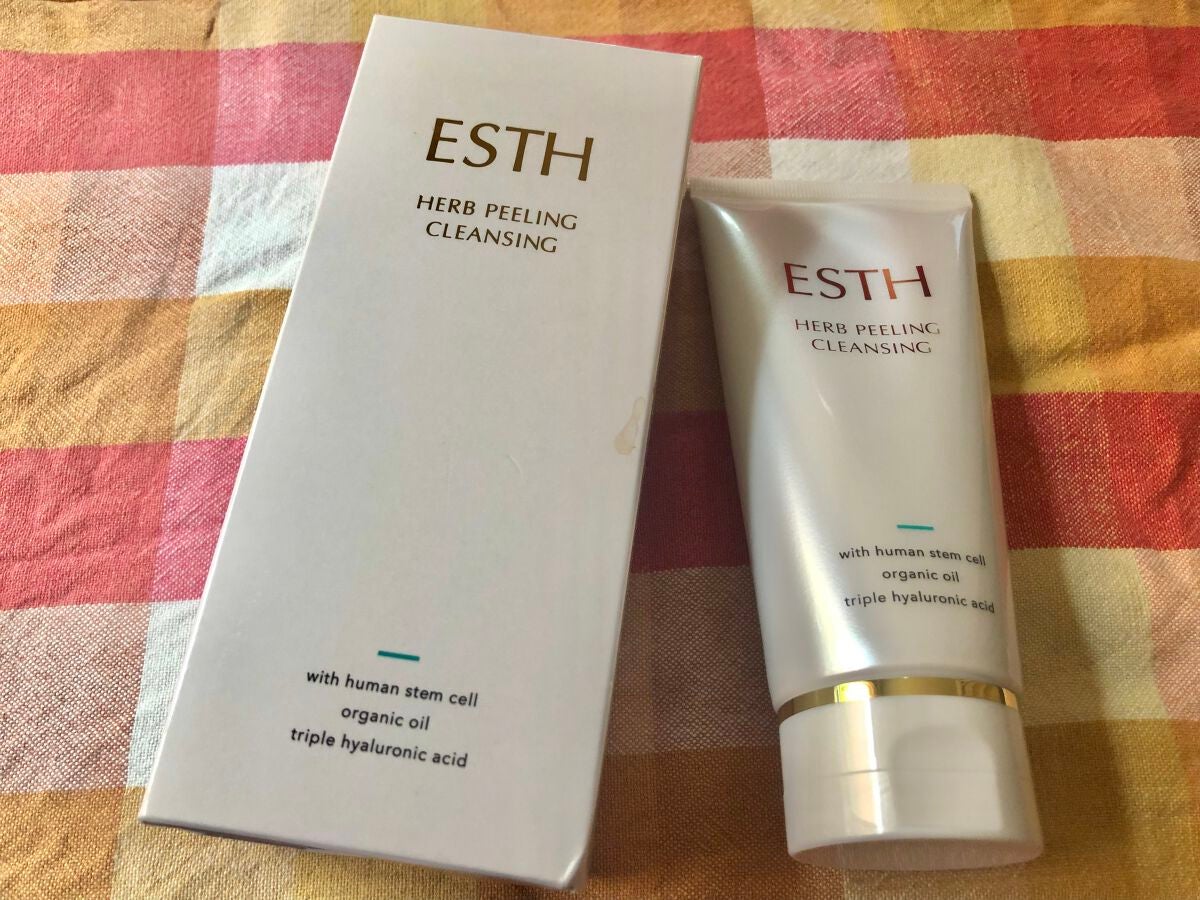 ESTH
HERB PEELING
CLEANSING
with human stem cell
organic oil
triple hyaluronic acid
ESTH
HERB PEELING
CLEANSING
with human stem cell
organic oil
triple hyaluronic acid